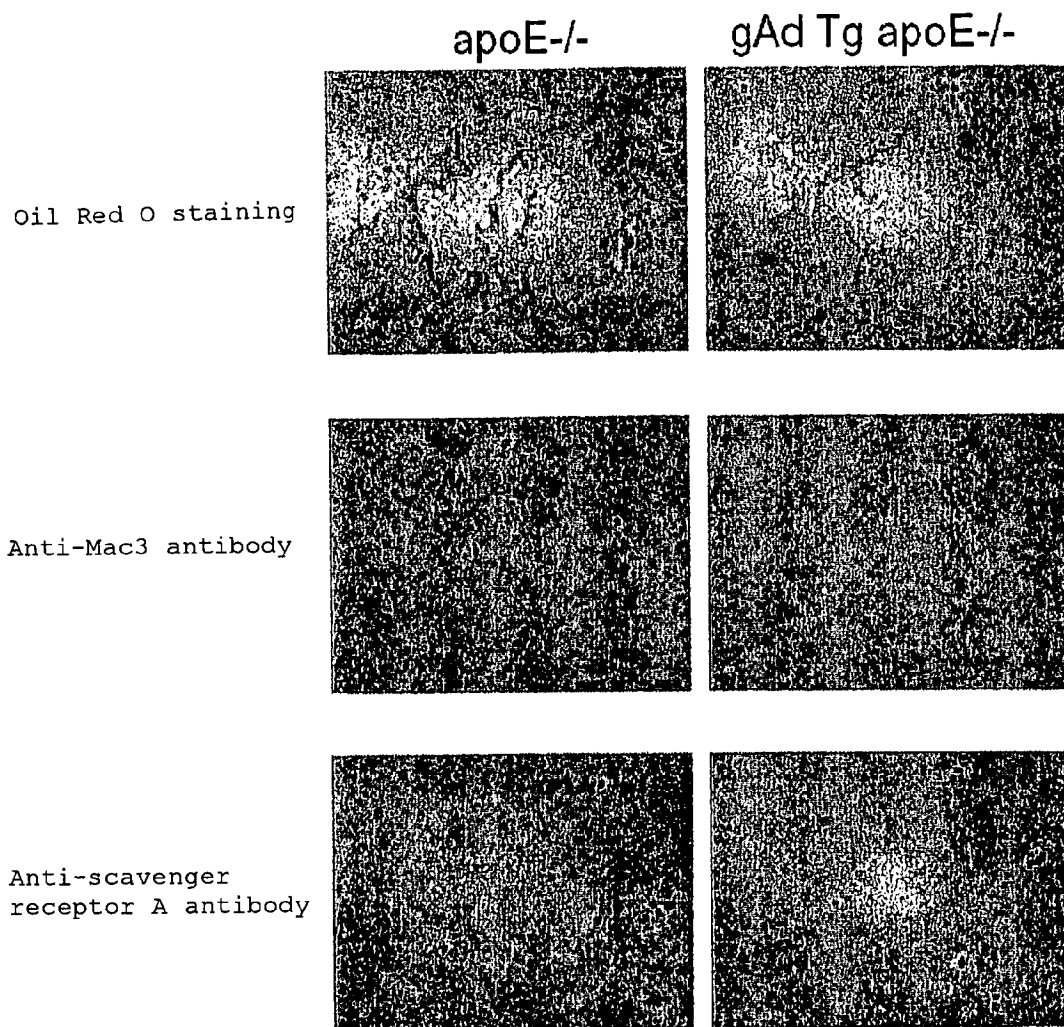 apoE-/-
gAd Tg apoE-/-
Oil Red O staining
Anti-Mac3 antibody
Anti-scavenger
receptor A antibody